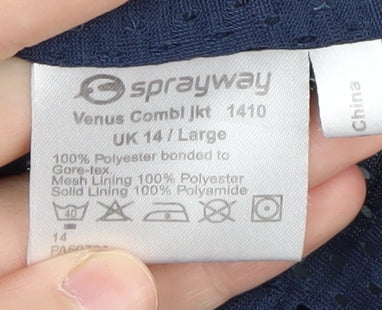 sprayway
Venus Combi jkt 1410
UK 14 / Large
100% Polyester bonded to
Gore-tex.
Mesh Lining 100% Polyester
Solid Lining 100% Polyamide
40
14
China